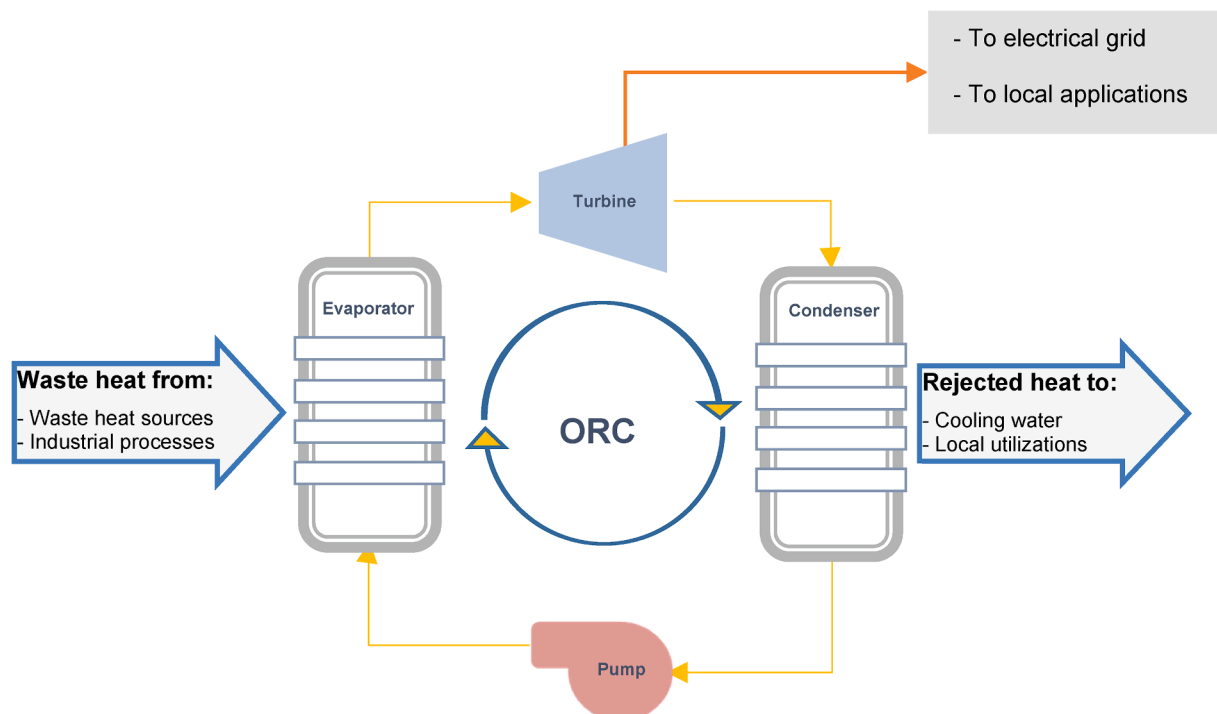 - To electrical grid
- To local applications
Turbine
Evaporator
Condenser
Waste heat from:
- Waste heat sources
- Industrial processes
ORC
Rejected heat to:
- Cooling water
- Local utilizations
Pump